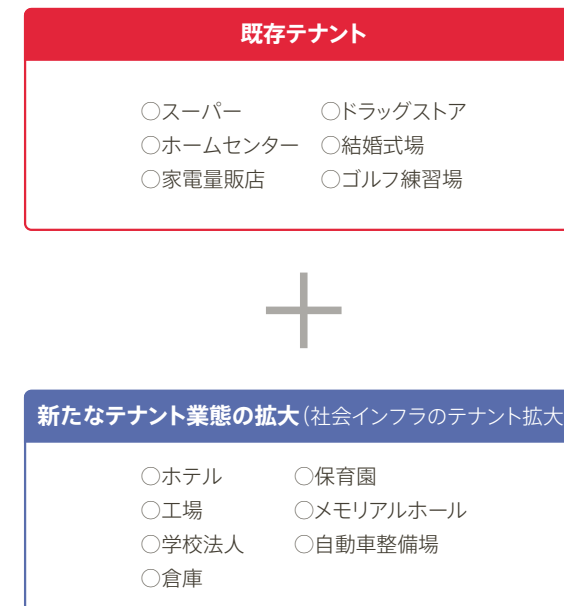 既存テナント
○スーパー ○ドラッグストア
○ホームセンター ○結婚式場
○家電量販店 ○ゴルフ練習場
＋
新たなテナント業態の拡大（社会インフラのテナント拡大
○ホテル ○保育園
○工場 ○メモリアルホール
○学校法人 ○自動車整備場
○倉庫